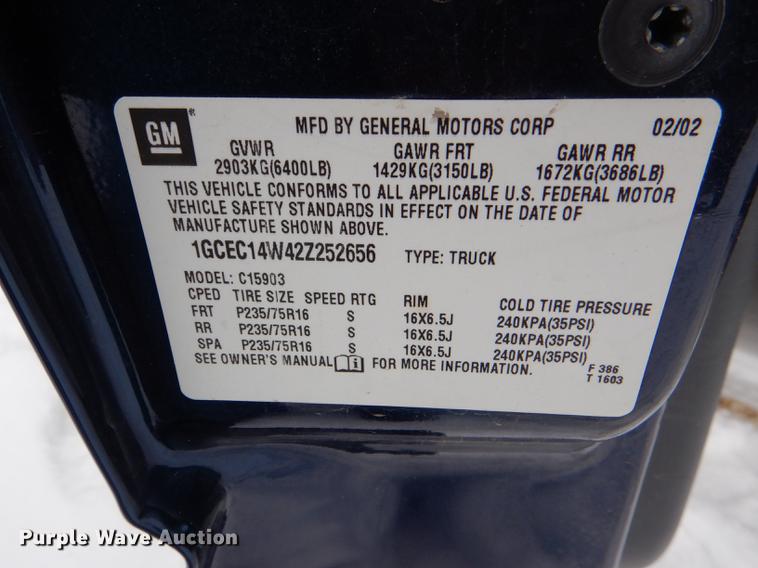 GM ®
MFD BY GENERAL MOTORS CORP 02/02
GVWR GAWR FRT GAWR RR
2903KG(6400LB) 1429KG(3150LB) 1672KG(3686LB)
THIS VEHICLE CONFORMS TO ALL APPLICABLE U.S. FEDERAL MOTOR
VEHICLE SAFETY STANDARDS IN EFFECT ON THE DATE OF
MANUFACTURE SHOWN ABOVE.
1GCEC14W42Z252656 TYPE: TRUCK
MODEL: C15903
CPED TIRE SIZE SPEED RTG RIM COLD TIRE PRESSURE
FRT P235/75R16 S 16X6.5J 240KPA(35PSI)
RR P235/75R16 S 16X6.5J 240KPA(35PSI)
SPA P235/75R16 S 16X6.5J 240KPA(35PSI)
SEE OWNER'S MANUAL i FOR MORE INFORMATION.
F 386
T 1603
Purple Wave Auction